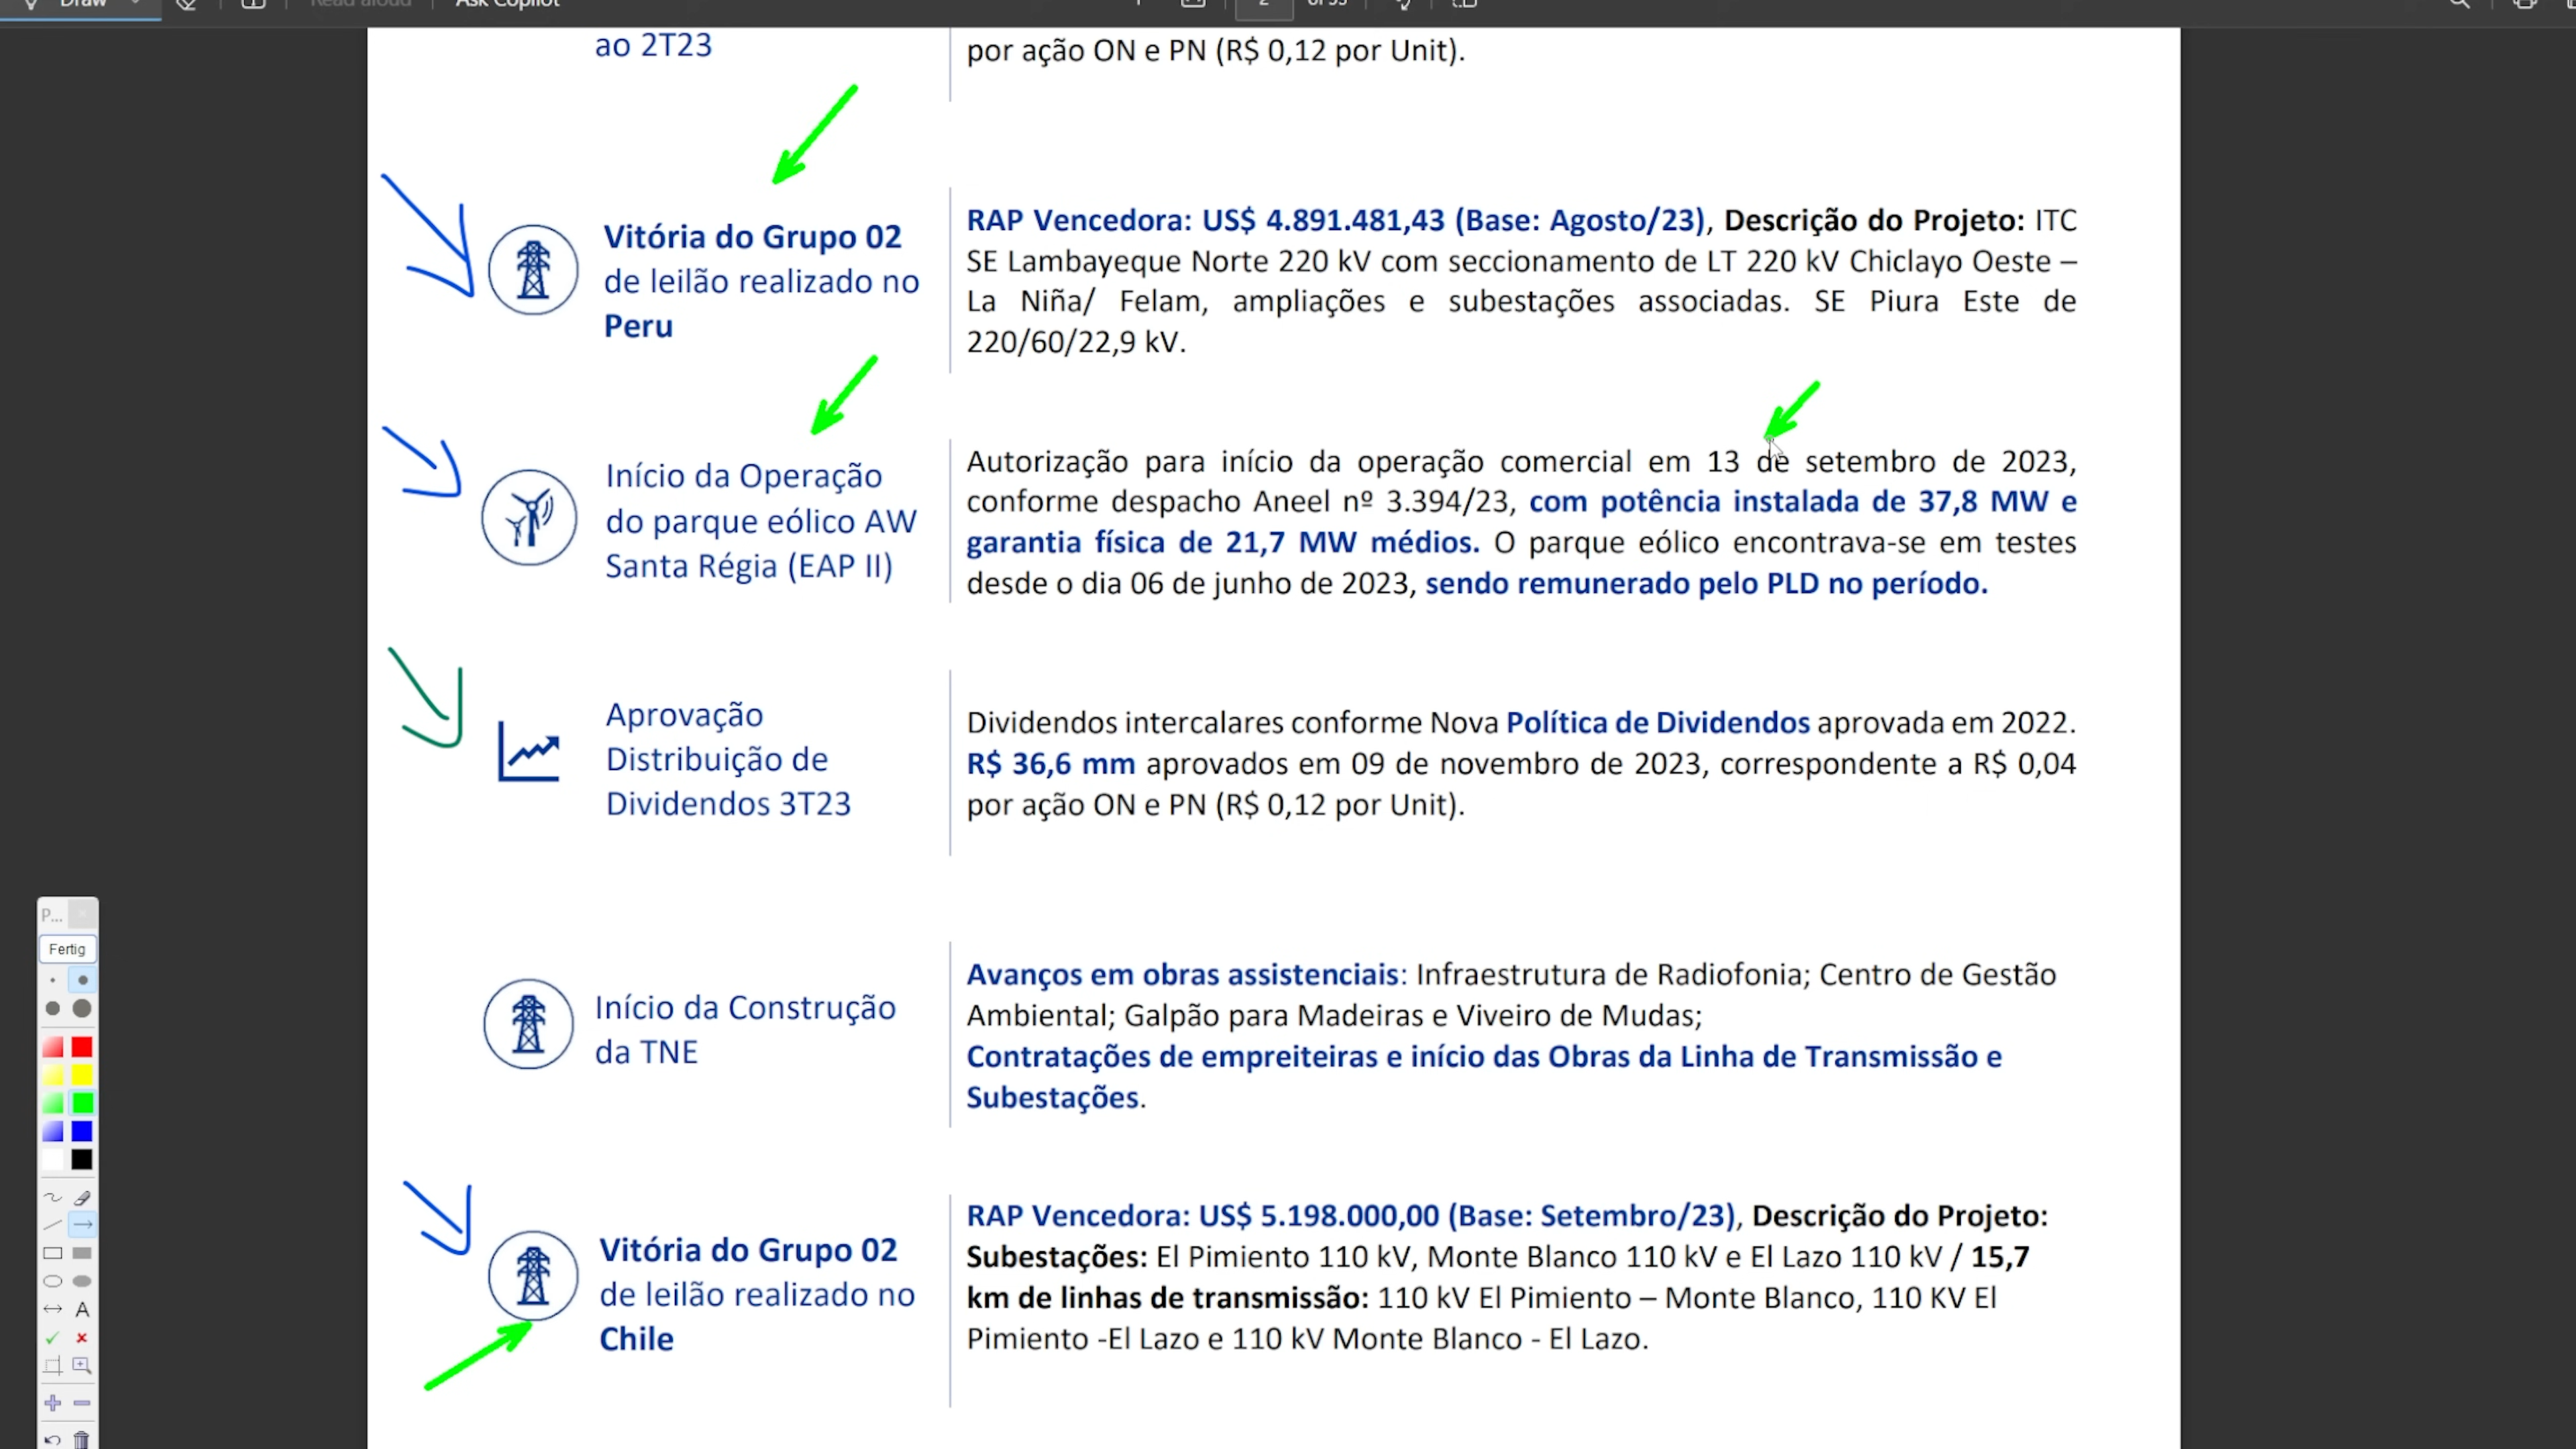 Draw
Read aloud
Ask Copilot
2
of 53
ao 2T23
por ação ON e PN (R$ 0,12 por Unit).
Vitória do Grupo 02
de leilão realizado no
Peru
RAP Vencedora: US$ 4.891.481,43 (Base: Agosto/23), Descrição do Projeto: ITC
SE Lambayeque Norte 220 kV com seccionamento de LT 220 kV Chiclayo Oeste –
La Niña/ Felam, ampliações e subestações associadas. SE Piura Este de
220/60/22,9 kV.
Início da Operação
do parque eólico AW
Santa Régia (EAP II)
Autorização para início da operação comercial em 13 de setembro de 2023,
conforme despacho Aneel nº 3.394/23, com potência instalada de 37,8 MW e
garantia física de 21,7 MW médios. O parque eólico encontrava-se em testes
desde o dia 06 de junho de 2023, sendo remunerado pelo PLD no período.
Aprovação
Distribuição de
Dividendos 3T23
Dividendos intercalares conforme Nova Política de Dividendos aprovada em 2022.
R$ 36,6 mm aprovados em 09 de novembro de 2023, correspondente a R$ 0,04
por ação ON e PN (R$ 0,12 por Unit).
P...
Fertig
Início da Construção
da TNE
Avanços em obras assistenciais: Infraestrutura de Radiofonia; Centro de Gestão
Ambiental; Galpão para Madeiras e Viveiro de Mudas;
Contratações de empreiteiras e início das Obras da Linha de Transmissão e
Subestações.
Vitória do Grupo 02
de leilão realizado no
Chile
RAP Vencedora: US$ 5.198.000,00 (Base: Setembro/23), Descrição do Projeto:
Subestações: El Pimiento 110 kV, Monte Blanco 110 kV e El Lazo 110 kV / 15,7
km de linhas de transmissão: 110 kV El Pimiento – Monte Blanco, 110 KV El
Pimiento -El Lazo e 110 kV Monte Blanco - El Lazo.
A